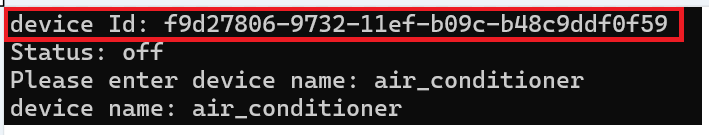 device Id: f9d27806-9732-11ef-b09c-b48c9ddf0f59
Status: off
Please enter device name: air_conditioner
device name: air_conditioner